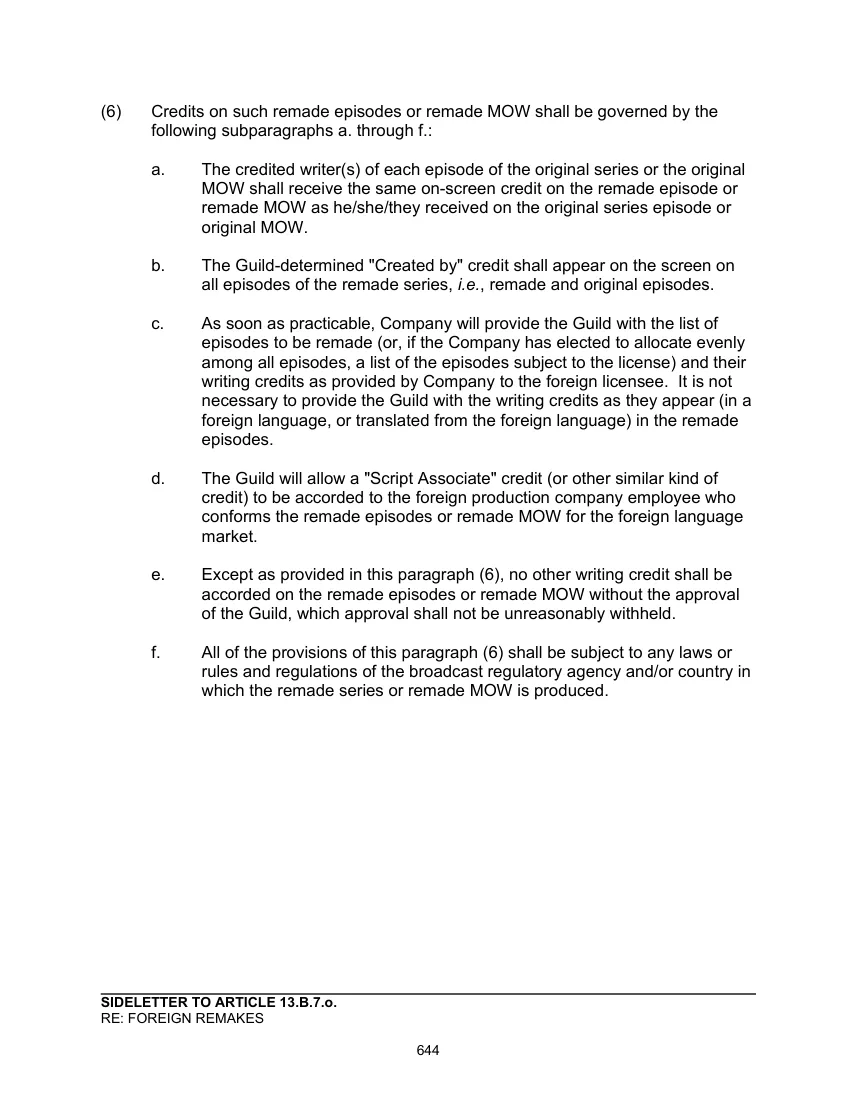 (6) Credits on such remade episodes or remade MOW shall be governed by the
following subparagraphs a. through f.:
a. The credited writer(s) of each episode of the original series or the original
MOW shall receive the same on-screen credit on the remade episode or
remade MOW as he/she/they received on the original series episode or
original MOW.
b. The Guild-determined "Created by" credit shall appear on the screen on
all episodes of the remade series, i.e., remade and original episodes.
c. As soon as practicable, Company will provide the Guild with the list of
episodes to be remade (or, if the Company has elected to allocate evenly
among all episodes, a list of the episodes subject to the license) and their
writing credits as provided by Company to the foreign licensee. It is not
necessary to provide the Guild with the writing credits as they appear (in a
foreign language, or translated from the foreign language) in the remade
episodes.
d. The Guild will allow a "Script Associate" credit (or other similar kind of
credit) to be accorded to the foreign production company employee who
conforms the remade episodes or remade MOW for the foreign language
market.
e. Except as provided in this paragraph (6), no other writing credit shall be
accorded on the remade episodes or remade MOW without the approval
of the Guild, which approval shall not be unreasonably withheld.
f. All of the provisions of this paragraph (6) shall be subject to any laws or
rules and regulations of the broadcast regulatory agency and/or country in
which the remade series or remade MOW is produced.
SIDELETTER TO ARTICLE 13.B.7.o.
RE: FOREIGN REMAKES
644